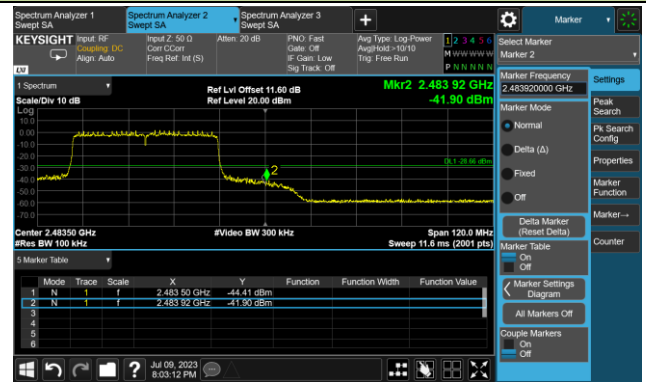 Spectrum Analyzer 1
Swept SA
Spectrum Analyzer 2
Swept SA
Spectrum Analyzer 3
Swept SA
+
Marker
KEYSIGHT
Input: RF
Coupling: DC
Align: Auto
Input Z: 50 Ω
Corr CCorr
Freq Ref: Int (S)
Atten: 20 dB
PNO: Fast
Gate: Off
IF Gain: Low
Sig Track: Off
Avg Type: Log-Power
Avg|Hold:>10/10
Trig: Free Run
1 2 3 4 5 6
M W W W W W
P N N N N N
LXI
Select Marker
Marker 2
1 Spectrum
Scale/Div 10 dB
Ref Lvl Offset 11.60 dB
Ref Level 20.00 dBm
Mkr2 2.483 92 GHz
-41.90 dBm
Log
10.0
0.00
-10.0
-20.0
-30.0
-40.0
-50.0
-60.0
-70.0
2
DL1 -28.66 dBm
Center 2.48350 GHz
#Res BW 100 kHz
#Video BW 300 kHz
Span 120.0 MHz
Sweep 11.6 ms (2001 pts)
5 Marker Table
Mode Trace Scale X Y Function Function Width Function Value
1 N 1 f 2.483 50 GHz -44.41 dBm
2 N 1 f 2.483 92 GHz -41.90 dBm
3
4
5
6
Marker Frequency
2.483920000 GHz
Marker Mode
Normal
Delta (Δ)
Fixed
Off
Delta Marker
(Reset Delta)
Marker Table
On
Off
Marker Settings
Diagram
All Markers Off
Couple Markers
On
Off
Settings
Peak
Search
Pk Search
Config
Properties
Marker
Function
Marker→
Counter
?
Jul 09, 2023
8:03:12 PM